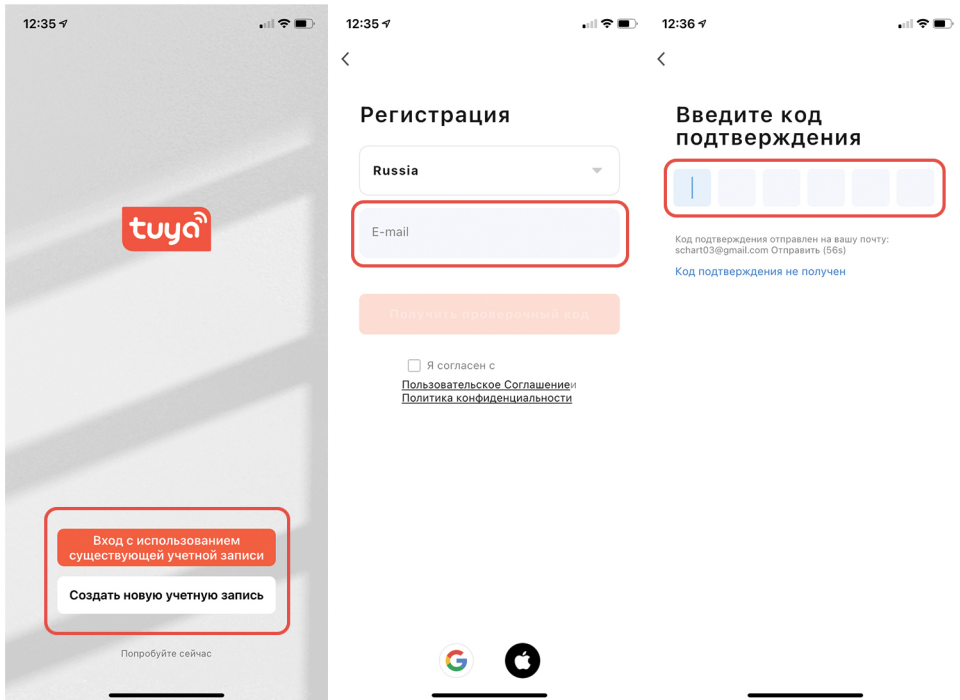 12:35
tuya
Вход с использованием
существующей учетной записи
Создать новую учетную запись
Попробуйте сейчас
12:35
Регистрация
Russia
E-mail
Получить проверочный код
Я согласен с
Пользовательское Соглашениеи
Политика конфиденциальности
12:36
Введите код
подтверждения
Код подтверждения отправлен на вашу почту:
schart03@gmail.com Отправить (56s)
Код подтверждения не получен